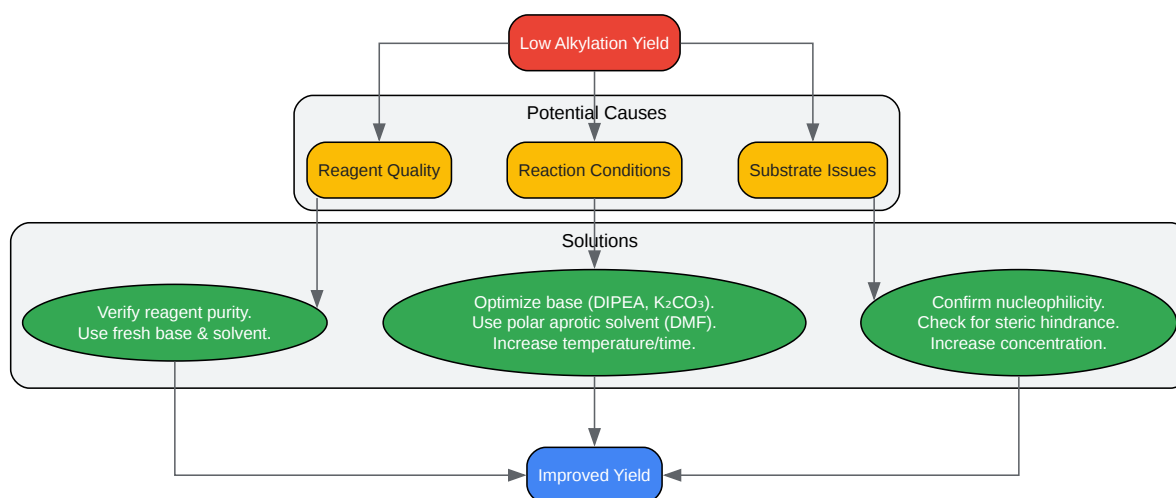 Low Alkylation Yield
Potential Causes
Reagent Quality
Reaction Conditions
Substrate Issues
Solutions
Verify reagent purity.
Use fresh base & solvent.
Optimize base (DIPEA, K₂CO₃).
Use polar aprotic solvent (DMF).
Increase temperature/time.
Confirm nucleophilicity.
Check for steric hindrance.
Increase concentration.
Improved Yield